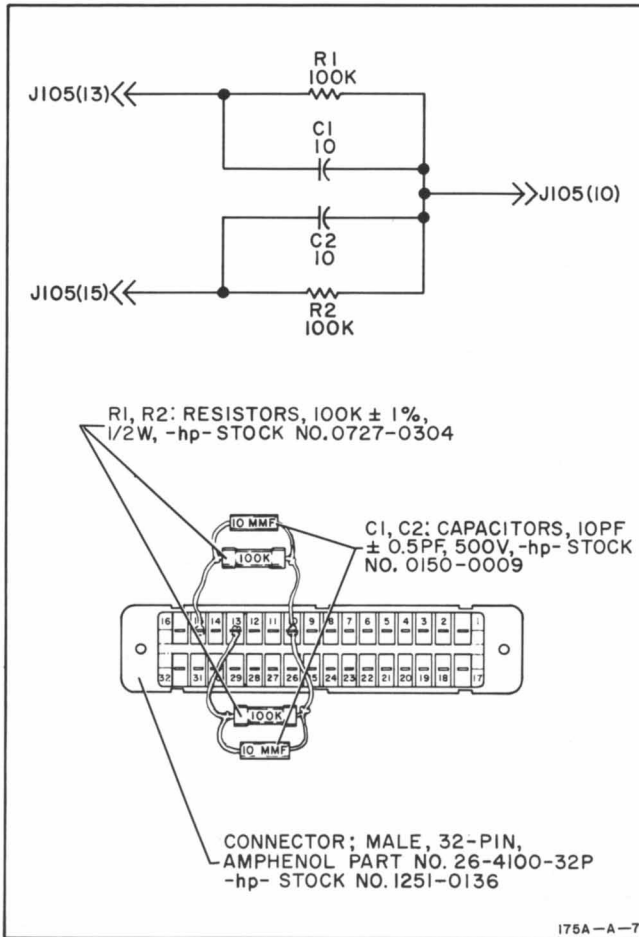 R1
100K
J105(13)
C1
10
J105(10)
C2
10
J105(15)
R2
100K
R1, R2: RESISTORS, 100K ± 1%,
1/2W, -hp- STOCK NO. 0727-0304
10 MMF
100K
C1, C2: CAPACITORS, 10PF
± 0.5PF, 500V, -hp- STOCK
NO. 0150-0009
16 15 14 13 12 11 9 8 7 6 5 4 3 2 1
32 31 29 28 27 26 25 24 23 22 21 20 19 18 17
100K
10 MMF
CONNECTOR; MALE, 32-PIN,
AMPHENOL PART NO. 26-4100-32P
-hp- STOCK NO. 1251-0136
175A-A-7